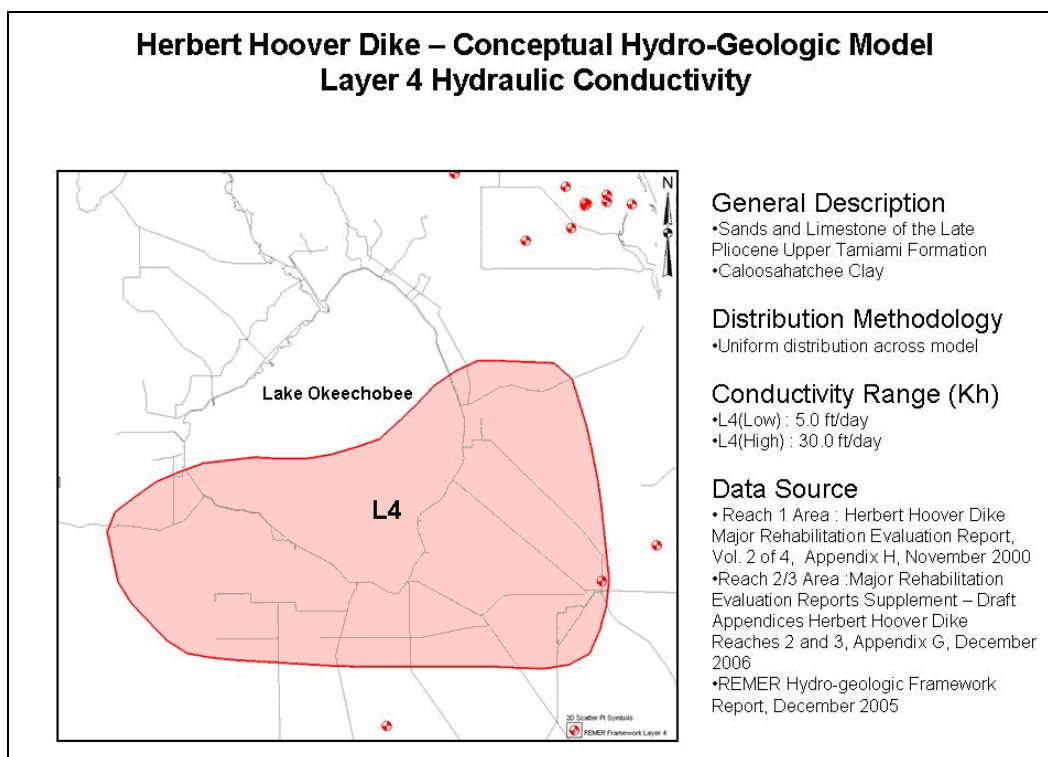 Herbert Hoover Dike – Conceptual Hydro-Geologic Model
Layer 4 Hydraulic Conductivity
N
Lake Okeechobee
L4
2D Scatter Pt Symbols
REMER Framework Layer 4
General Description
•Sands and Limestone of the Late
Pliocene Upper Tamiami Formation
•Caloosahatchee Clay
Distribution Methodology
•Uniform distribution across model
Conductivity Range (Kh)
•L4(Low) : 5.0 ft/day
•L4(High) : 30.0 ft/day
Data Source
• Reach 1 Area : Herbert Hoover Dike
Major Rehabilitation Evaluation Report,
Vol. 2 of 4, Appendix H, November 2000
•Reach 2/3 Area :Major Rehabilitation
Evaluation Reports Supplement – Draft
Appendices Herbert Hoover Dike
Reaches 2 and 3, Appendix G, December
2006
•REMER Hydro-geologic Framework
Report, December 2005